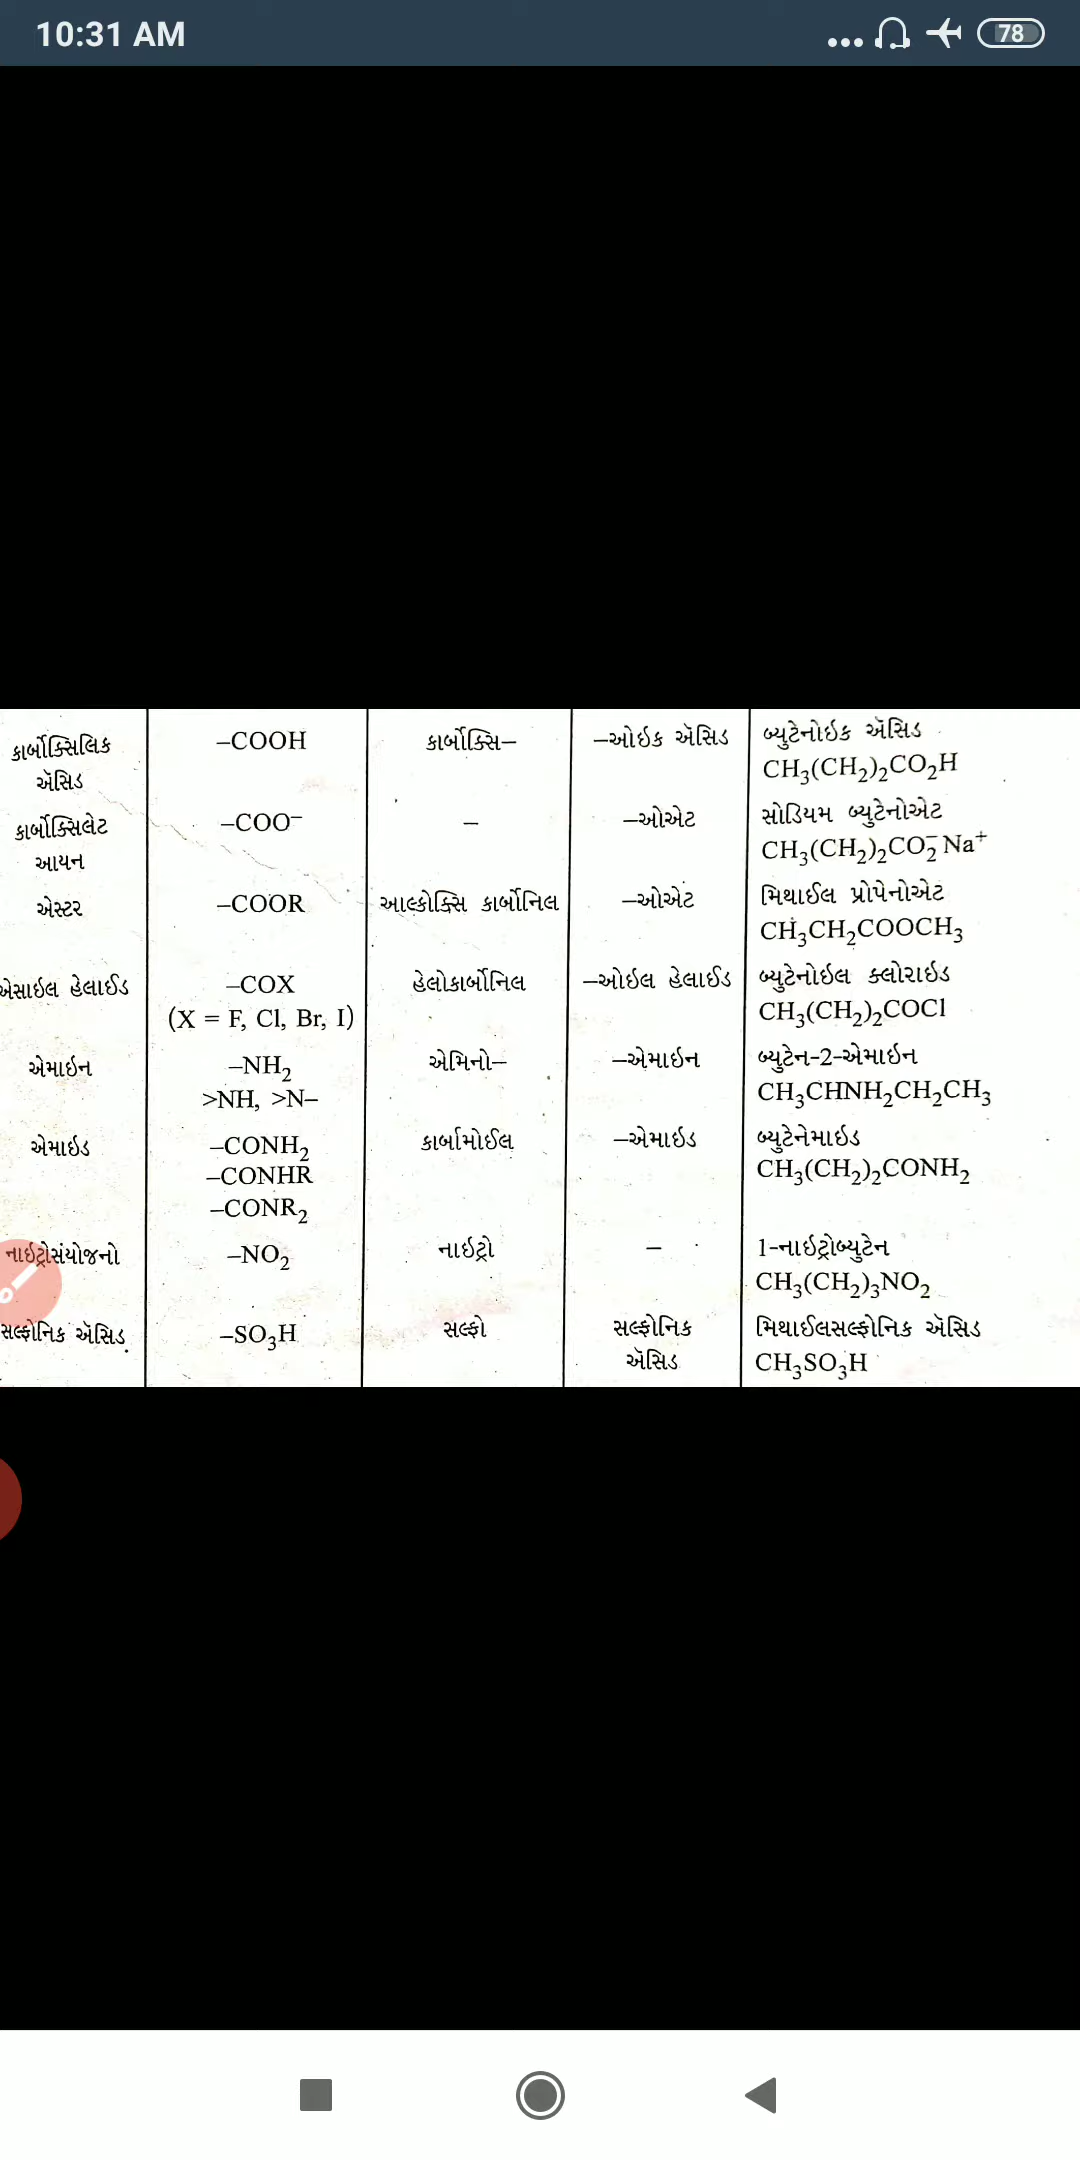 10:31 AM
78
કાર્બોક્સિલિક –COOH કાર્બોક્સિ– –ઓઇક ઍસિડ બ્યુટેનોઇક ઍસિડ
ઍસિડ CH₃(CH₂)₂CO₂H
કાર્બોક્સિલેટ –COO⁻ – –ઓએટ સોડિયમ બ્યુટેનોએટ
આયન CH₃(CH₂)₂CO₂⁻Na⁺
એસ્ટર –COOR આલ્કોક્સિ કાર્બોનિલ –ઓએટ મિથાઈલ પ્રોપેનોએટ
CH₃CH₂COOCH₃
એસાઇલ હેલાઈડ –COX હેલોકાર્બોનિલ –ઓઇલ હેલાઈડ બ્યુટેનોઇલ ક્લોરાઇડ
(X = F, Cl, Br, I) CH₃(CH₂)₂COCl
એમાઇન –NH₂ એમિનો– –એમાઇન બ્યુટેન–2–એમાઇન
>NH, >N– CH₃CHNH₂CH₂CH₃
એમાઇડ –CONH₂ કાર્બામોઈલ –એમાઇડ બ્યુટેનેમાઇડ
–CONHR CH₃(CH₂)₂CONH₂
–CONR₂
નાઇટ્રોસંયોજનો –NO₂ નાઇટ્રો – 1-નાઇટ્રોબ્યુટેન
CH₃(CH₂)₃NO₂
સલ્ફોનિક ઍસિડ –SO₃H સલ્ફો સલ્ફોનિક મિથાઈલસલ્ફોનિક ઍસિડ
ઍસિડ CH₃SO₃H